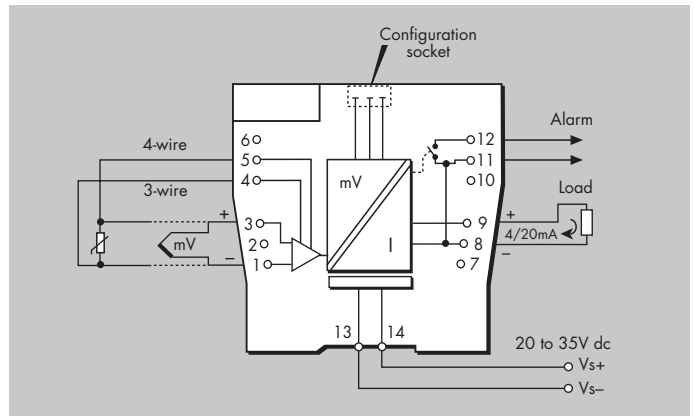 Configuration
socket
Alarm
4-wire
3-wire
6
5
4
3
2
1
+
–
mV
mV
I
12
11
10
9
8
7
Load
+
4/20mA
–
13
14
20 to 35V dc
Vs+
Vs–